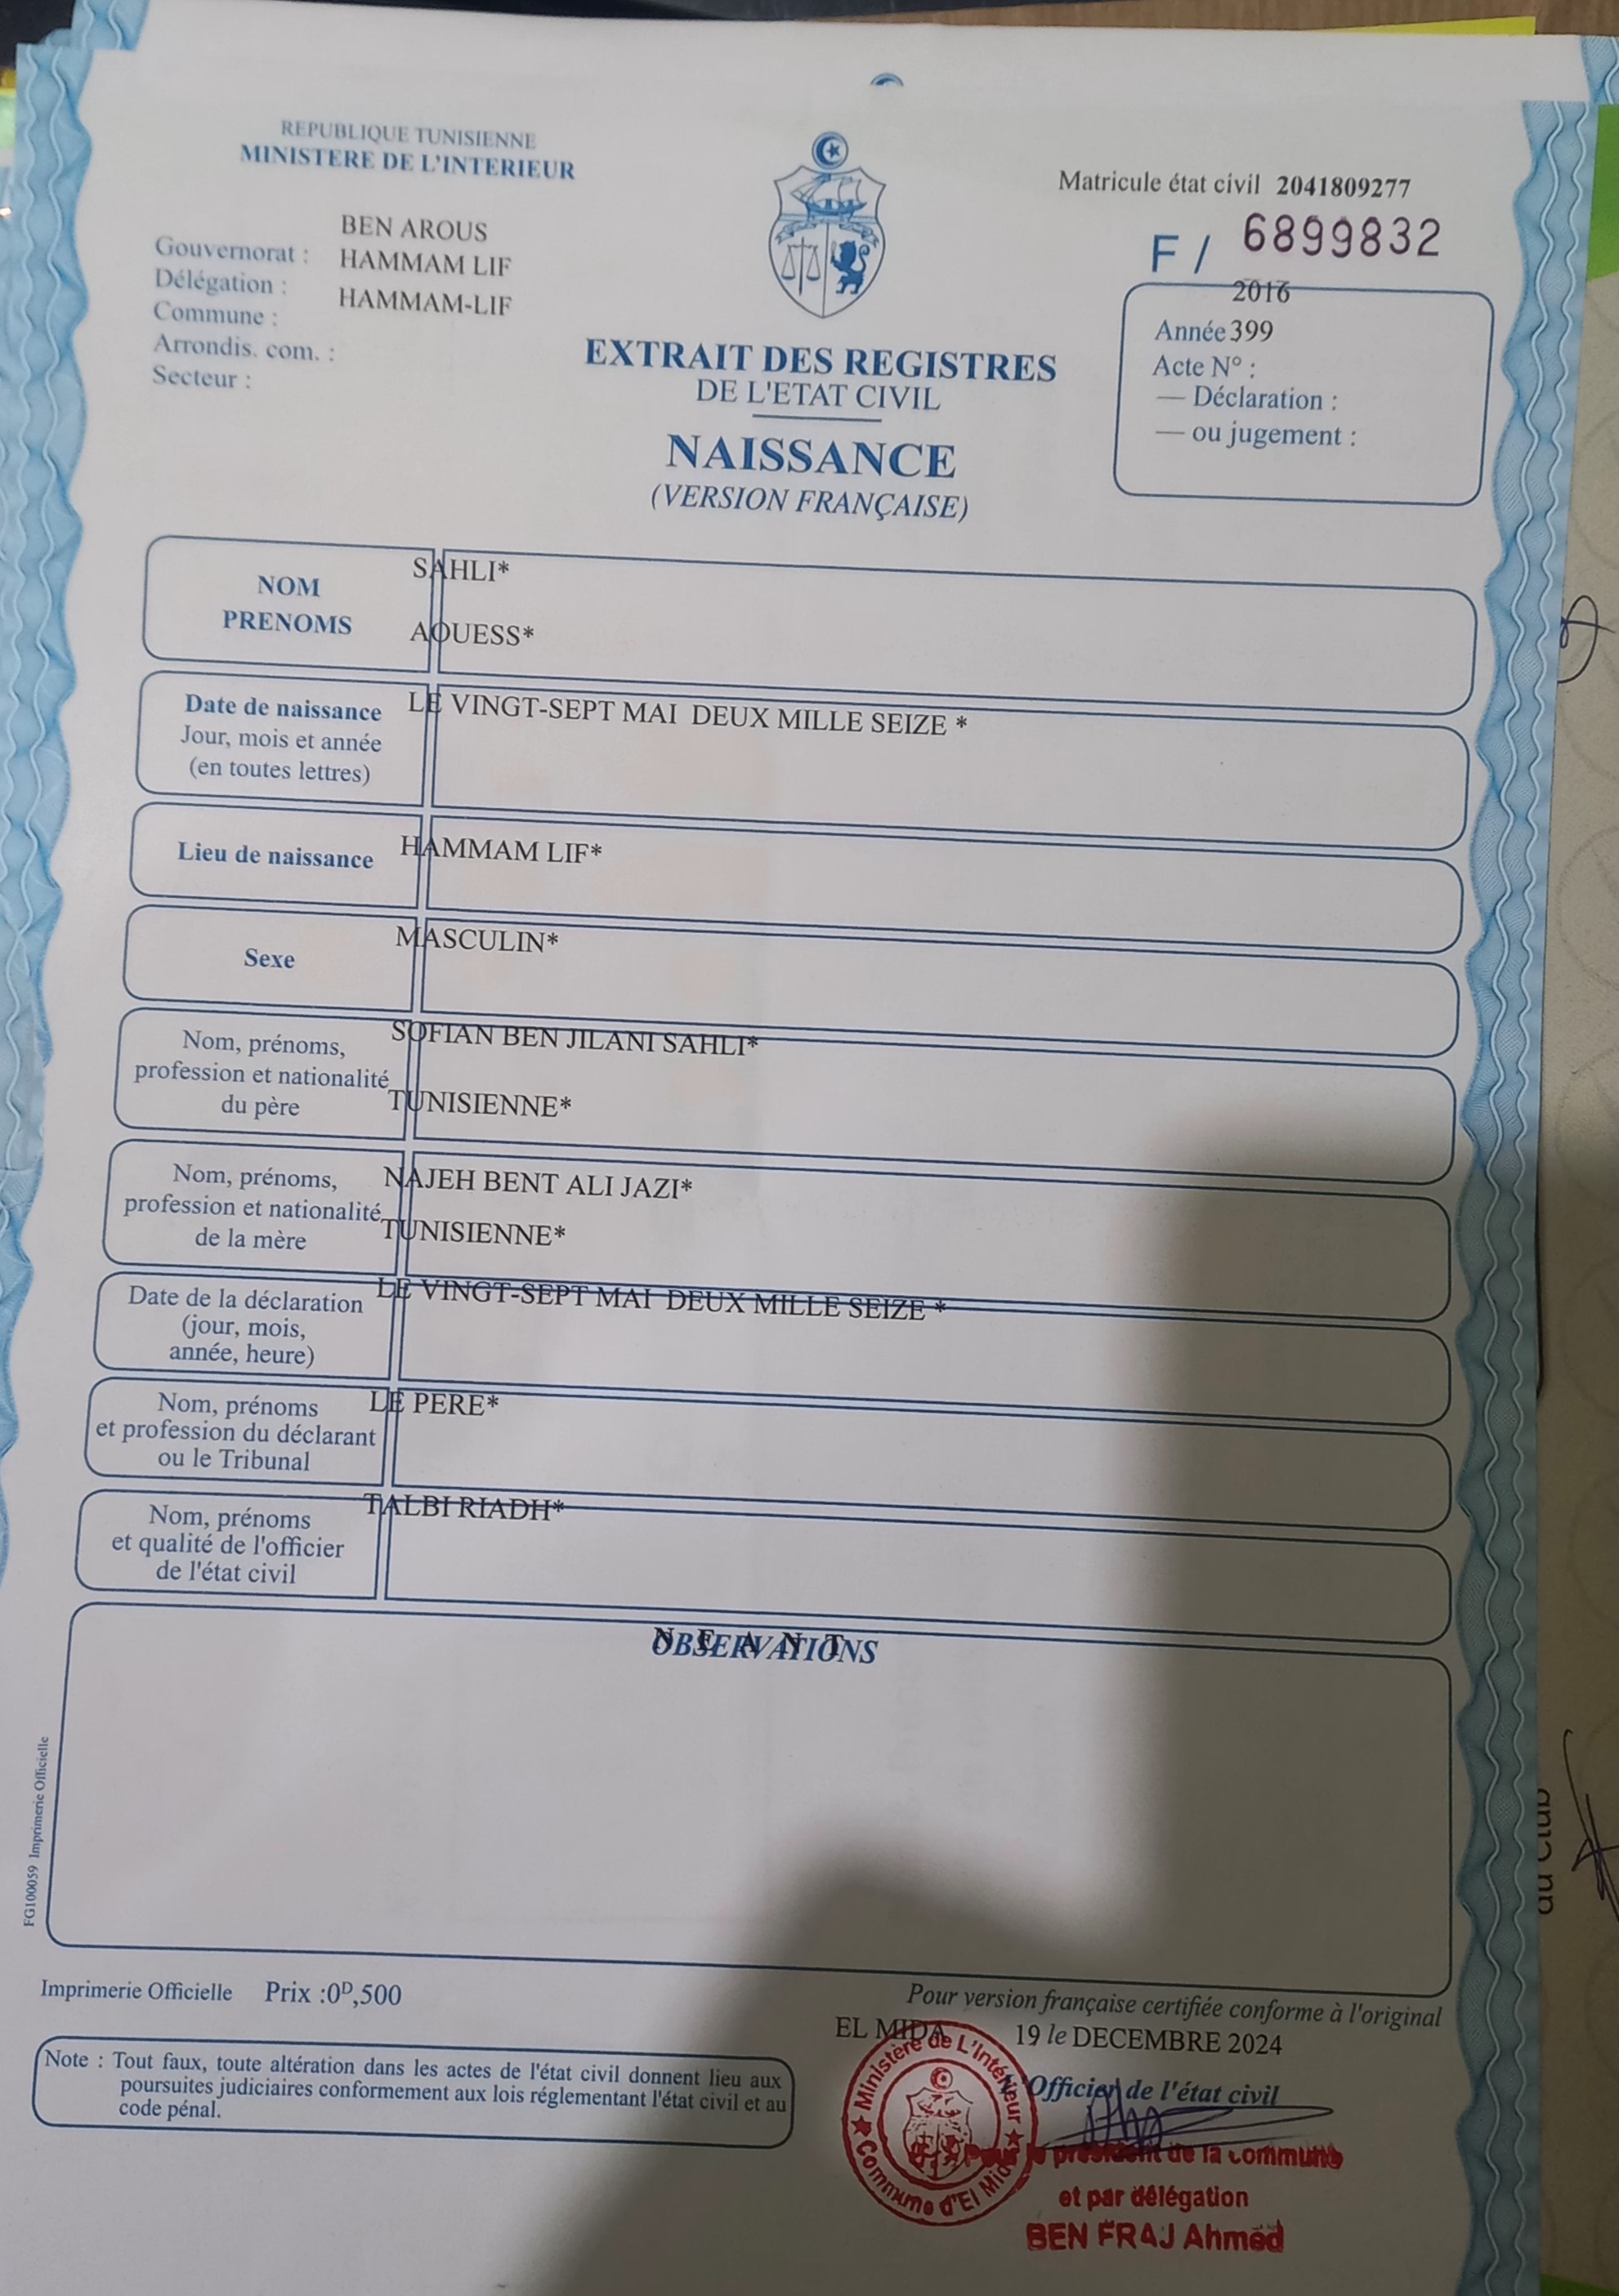 REPUBLIQUE TUNISIENNE
MINISTERE DE L'INTERIEUR
Matricule état civil 2041809277
F / 6899832
BEN AROUS
Gouvernorat :
HAMMAM LIF
Délégation :
HAMMAM-LIF
Commune :
Arrondis. com. :
Secteur :
2016
Année 399
Acte N° :
— Déclaration :
— ou jugement :
EXTRAIT DES REGISTRES
DE L'ETAT CIVIL
NAISSANCE
(VERSION FRANÇAISE)
NOM
SAHLI*
PRENOMS
AOUESS*
Date de naissance
Jour, mois et année
(en toutes lettres)
LE VINGT-SEPT MAI DEUX MILLE SEIZE *
Lieu de naissance
HAMMAM LIF*
Sexe
MASCULIN*
Nom, prénoms,
profession et nationalité
du père
SOFIAN BEN JILANI SAHLI*
TUNISIENNE*
Nom, prénoms,
profession et nationalité
de la mère
NAJEH BENT ALI JAZI*
TUNISIENNE*
Date de la déclaration
(jour, mois,
année, heure)
LE VINGT-SEPT MAI DEUX MILLE SEIZE *
Nom, prénoms
et profession du déclarant
ou le Tribunal
LE PERE*
Nom, prénoms
et qualité de l'officier
de l'état civil
TALBI RIADH*
OBSERVATIONS
N E A N T
FG100059 Imprimerie Officielle
Imprimerie Officielle Prix :0ᴰ,500
Pour version française certifiée conforme à l'original
EL MIDA 19 le DECEMBRE 2024
L'Officier de l'état civil
Note : Tout faux, toute altération dans les actes de l'état civil donnent lieu aux
poursuites judiciaires conformement aux lois réglementant l'état civil et au
code pénal.
Ministère de L'Intérieur
Commune d'El Mida
Pour le président de la commune
et par délégation
BEN FRAJ Ahmed
du Club